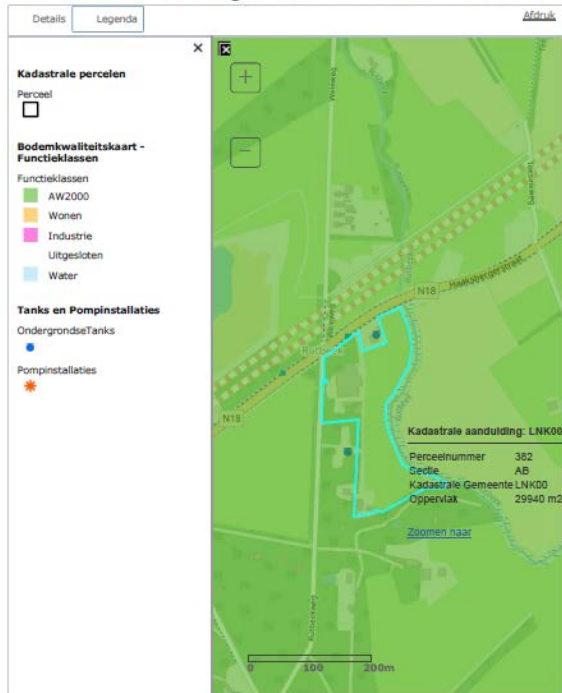 Details Legenda Afdruk
Kadastrale percelen
Perceel
Bodemkwaliteitskaart -
Functieklassen
Functieklassen
AW2000
Wonen
Industrie
Uitgesloten
Water
Tanks en Pompinstallaties
OndergrondseTanks
Pompinstallaties
+
−
N18
Haaksbergerstraat
N18
Kadastrale aanduiding: LNK00
Perceelnummer 382
Sectie AB
Kadastrale Gemeente LNK00
Oppervlak 29940 m2
Zoomen naar
Rutbeekweg
0 100 200m